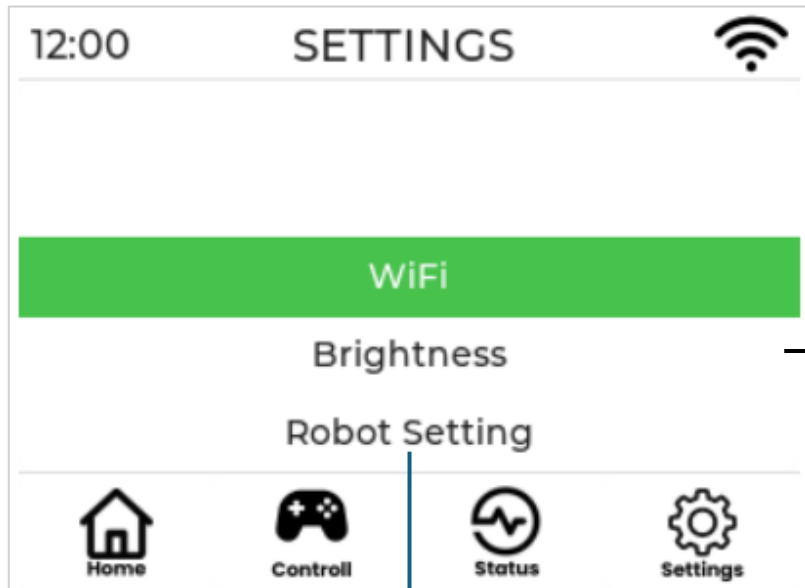 12:00 SETTINGS
WiFi
Brightness
Robot Setting
Home Controll Status Settings